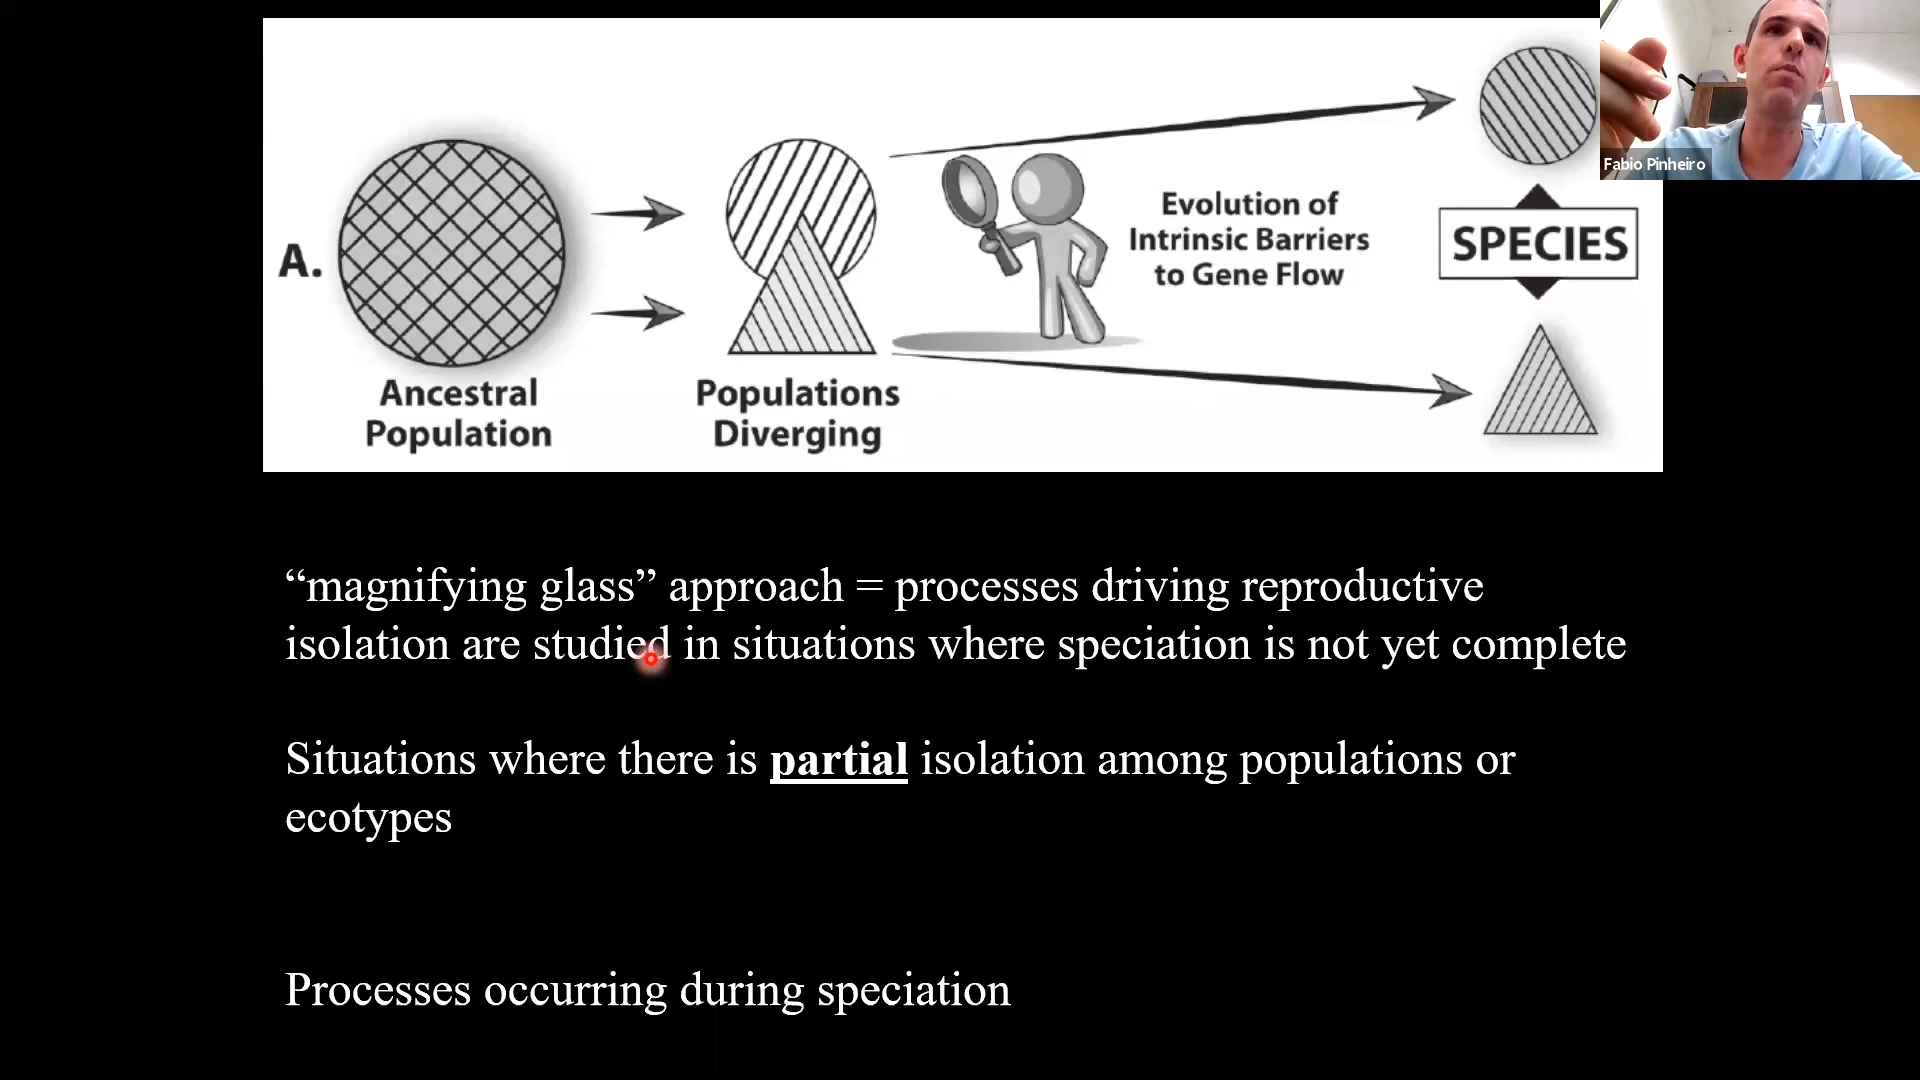 A.
Ancestral
Population
Populations
Diverging
Evolution of
Intrinsic Barriers
to Gene Flow
SPECIES
Fabio Pinheiro
“magnifying glass” approach = processes driving reproductive
isolation are studied in situations where speciation is not yet complete
Situations where there is partial isolation among populations or
ecotypes
Processes occurring during speciation